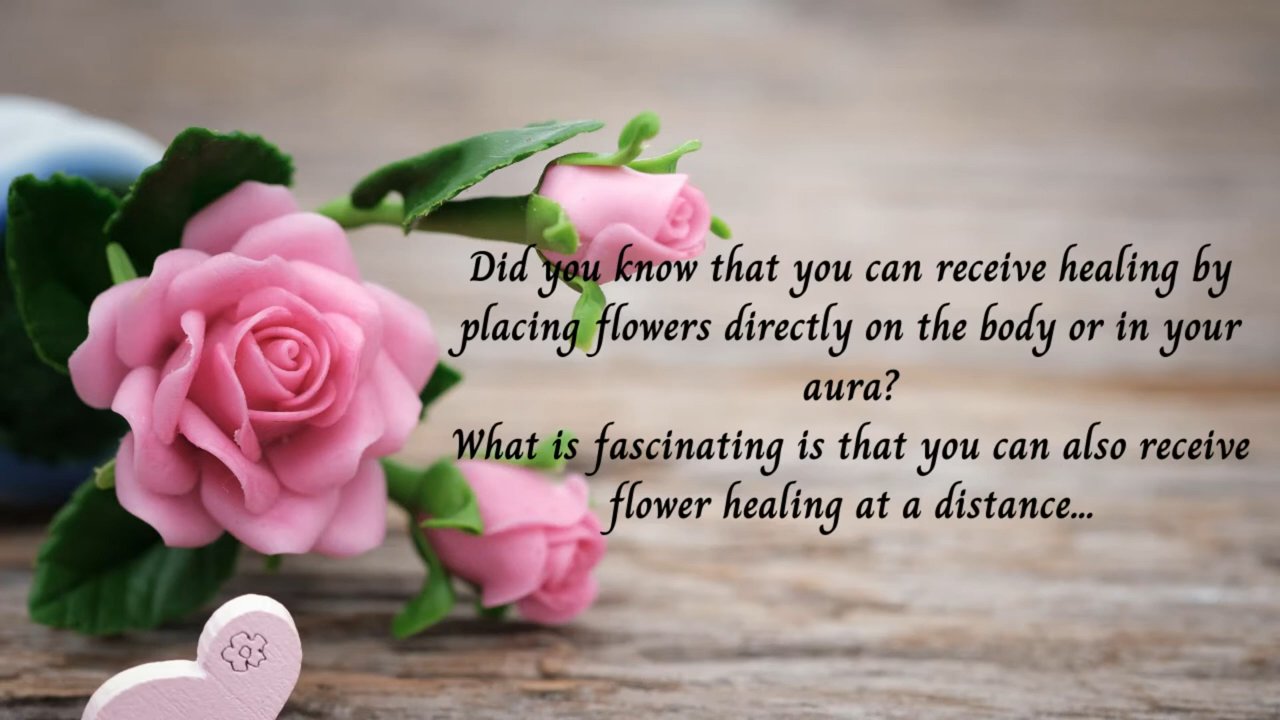 Did you know that you can receive healing by
placing flowers directly on the body or in your
aura?
What is fascinating is that you can also receive
flower healing at a distance...